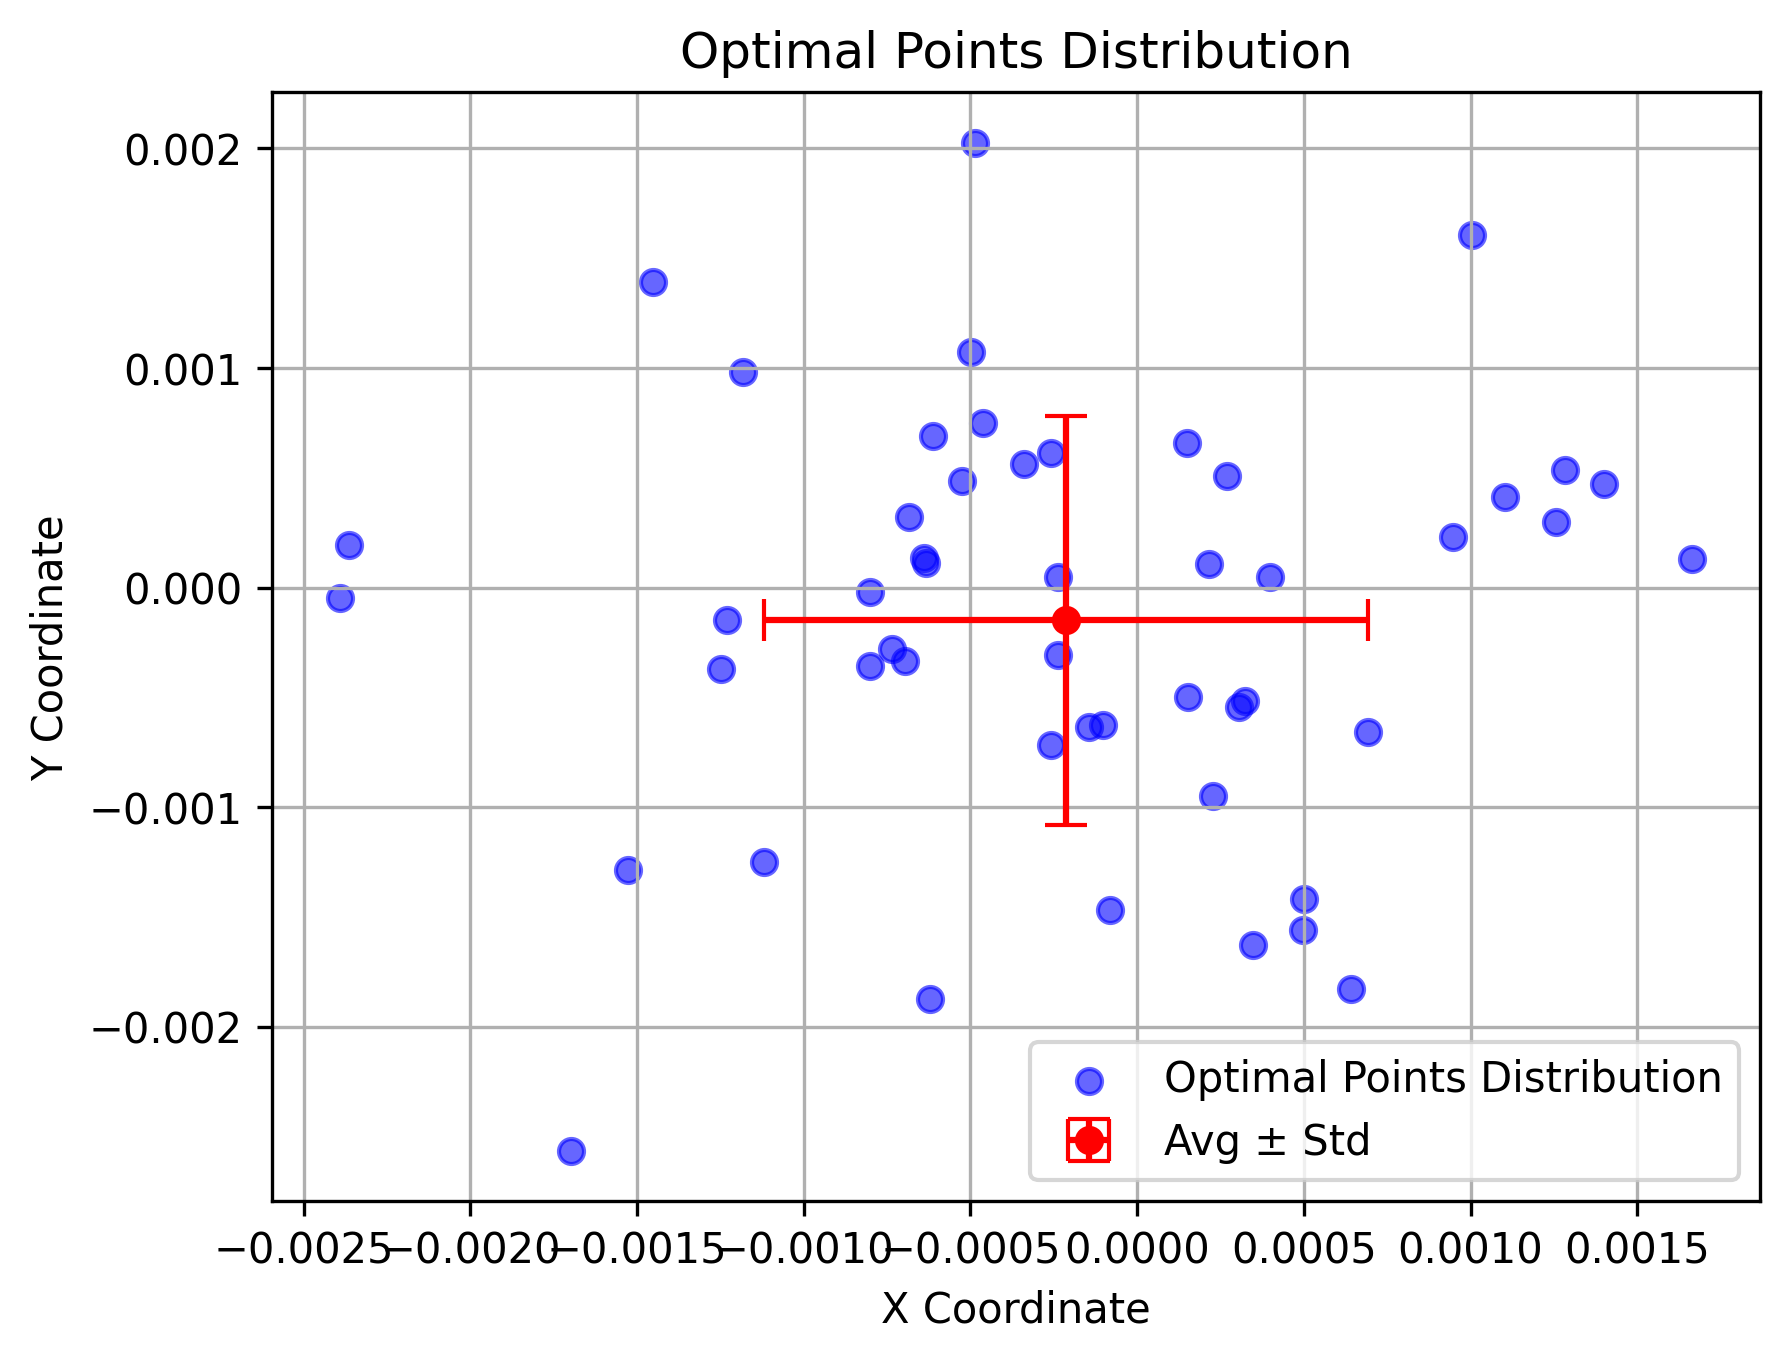 Optimal Points Distribution
0.002
0.001
0.000
−0.001
−0.002
Y Coordinate
Optimal Points Distribution
Avg ± Std
−0.0025 −0.0020 −0.0015 −0.0010 −0.0005 0.0000 0.0005 0.0010 0.0015
X Coordinate